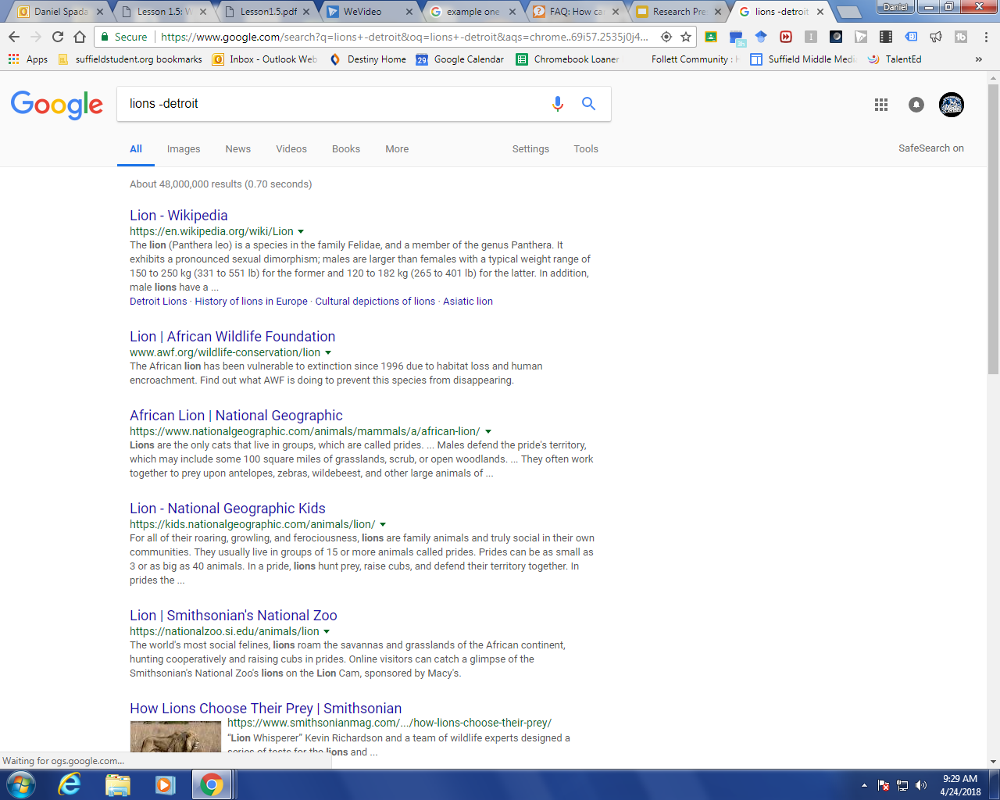 Daniel Spada
Lesson 1.5: W
Lesson1.5.pdf
WeVideo
example one
FAQ: How ca
Research Pre
lions -detroit
Daniel
Secure
https://www.google.com/search?q=lions+-detroit&oq=lions+-detroit&aqs=chrome..69i57.2535j0j4...
3h
1b
Apps
suffieldstudent.org bookmarks
Inbox - Outlook Web
Destiny Home
29
Google Calendar
Chromebook Loaner
Follett Community : H
Suffield Middle Media
TalentEd
»
Google
lions -detroit
All
Images
News
Videos
Books
More
Settings
Tools
SafeSearch on
About 48,000,000 results (0.70 seconds)
Lion - Wikipedia
https://en.wikipedia.org/wiki/Lion
The lion (Panthera leo) is a species in the family Felidae, and a member of the genus Panthera. It
exhibits a pronounced sexual dimorphism; males are larger than females with a typical weight range of
150 to 250 kg (331 to 551 lb) for the former and 120 to 182 kg (265 to 401 lb) for the latter. In addition,
male lions have a ...
Detroit Lions · History of lions in Europe · Cultural depictions of lions · Asiatic lion
Lion | African Wildlife Foundation
www.awf.org/wildlife-conservation/lion
The African lion has been vulnerable to extinction since 1996 due to habitat loss and human
encroachment. Find out what AWF is doing to prevent this species from disappearing.
African Lion | National Geographic
https://www.nationalgeographic.com/animals/mammals/a/african-lion/
Lions are the only cats that live in groups, which are called prides. ... Males defend the pride's territory,
which may include some 100 square miles of grasslands, scrub, or open woodlands. ... They often work
together to prey upon antelopes, zebras, wildebeest, and other large animals of ...
Lion - National Geographic Kids
https://kids.nationalgeographic.com/animals/lion/
For all of their roaring, growling, and ferociousness, lions are family animals and truly social in their own
communities. They usually live in groups of 15 or more animals called prides. Prides can be as small as
3 or as big as 40 animals. In a pride, lions hunt prey, raise cubs, and defend their territory together. In
prides the ...
Lion | Smithsonian's National Zoo
https://nationalzoo.si.edu/animals/lion
The world's most social felines, lions roam the savannas and grasslands of the African continent,
hunting cooperatively and raising cubs in prides. Online visitors can catch a glimpse of the
Smithsonian's National Zoo's lions on the Lion Cam, sponsored by Macy's.
How Lions Choose Their Prey | Smithsonian
https://www.smithsonianmag.com/.../how-lions-choose-their-prey/
“Lion Whisperer” Kevin Richardson and a team of wildlife experts designed a
series of tests for the lions and ...
Waiting for ogs.google.com...
9:29 AM
4/24/2018